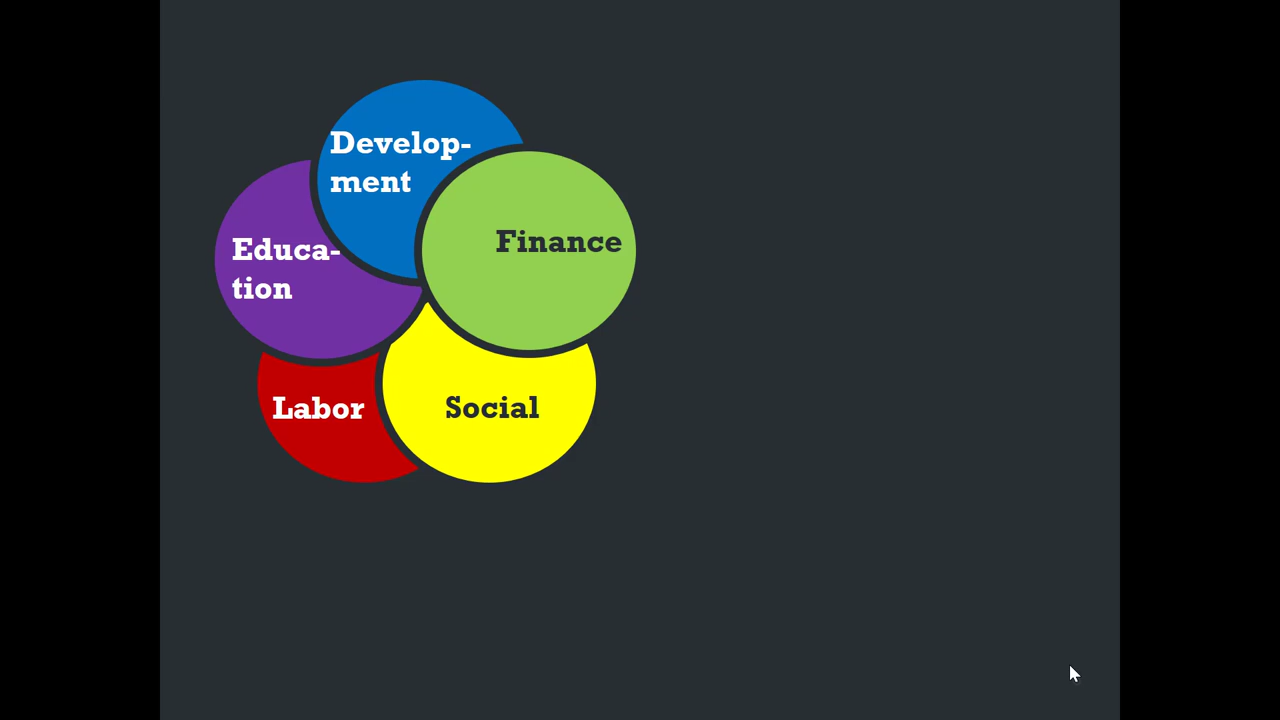 Develop-
ment
Finance
Educa-
tion
Labor
Social